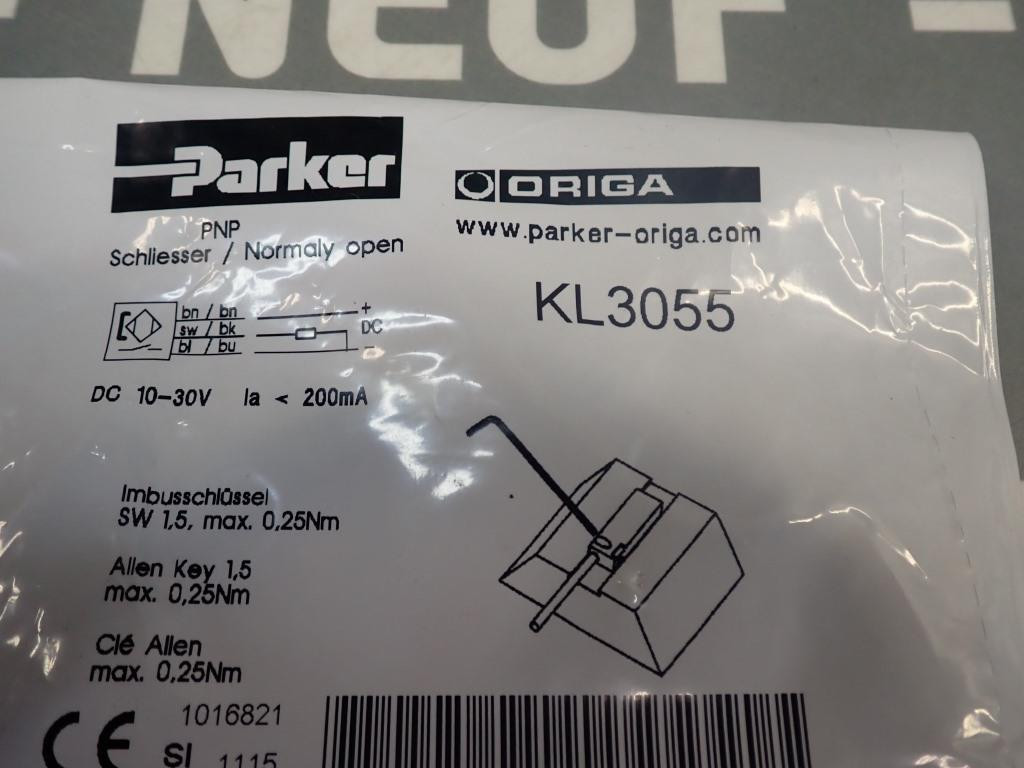 - NEUF -
Parker
ORIGA
www.parker-origa.com
PNP
Schliesser / Normaly open
KL3055
bn / bn +
sw / bk DC
bl / bu -
DC 10-30V Ia < 200mA
Imbusschlüssel
SW 1,5, max. 0,25Nm
Allen Key 1,5
max. 0,25Nm
Clé Allen
max. 0,25Nm
CE 1016821
SI 1115